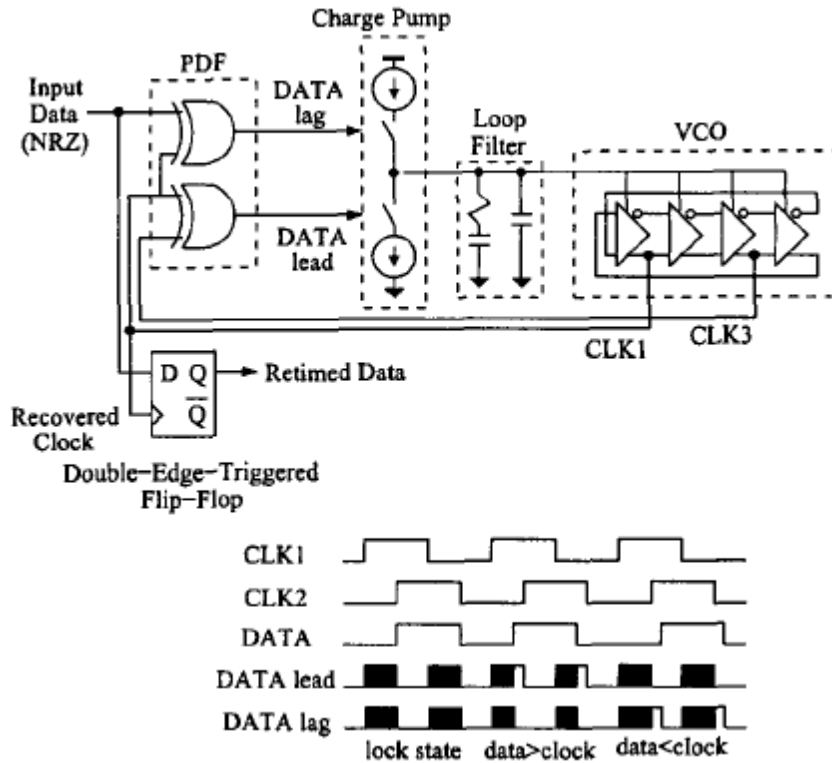 Charge Pump
PDF
Input
Data
(NRZ)
DATA
lag
DATA
lead
Loop
Filter
VCO
CLK1
CLK3
D Q
Q
Retimed Data
Recovered
Clock
Double-Edge-Triggered
Flip-Flop
CLK1
CLK2
DATA
DATA lead
DATA lag
lock state data>clock data<clock